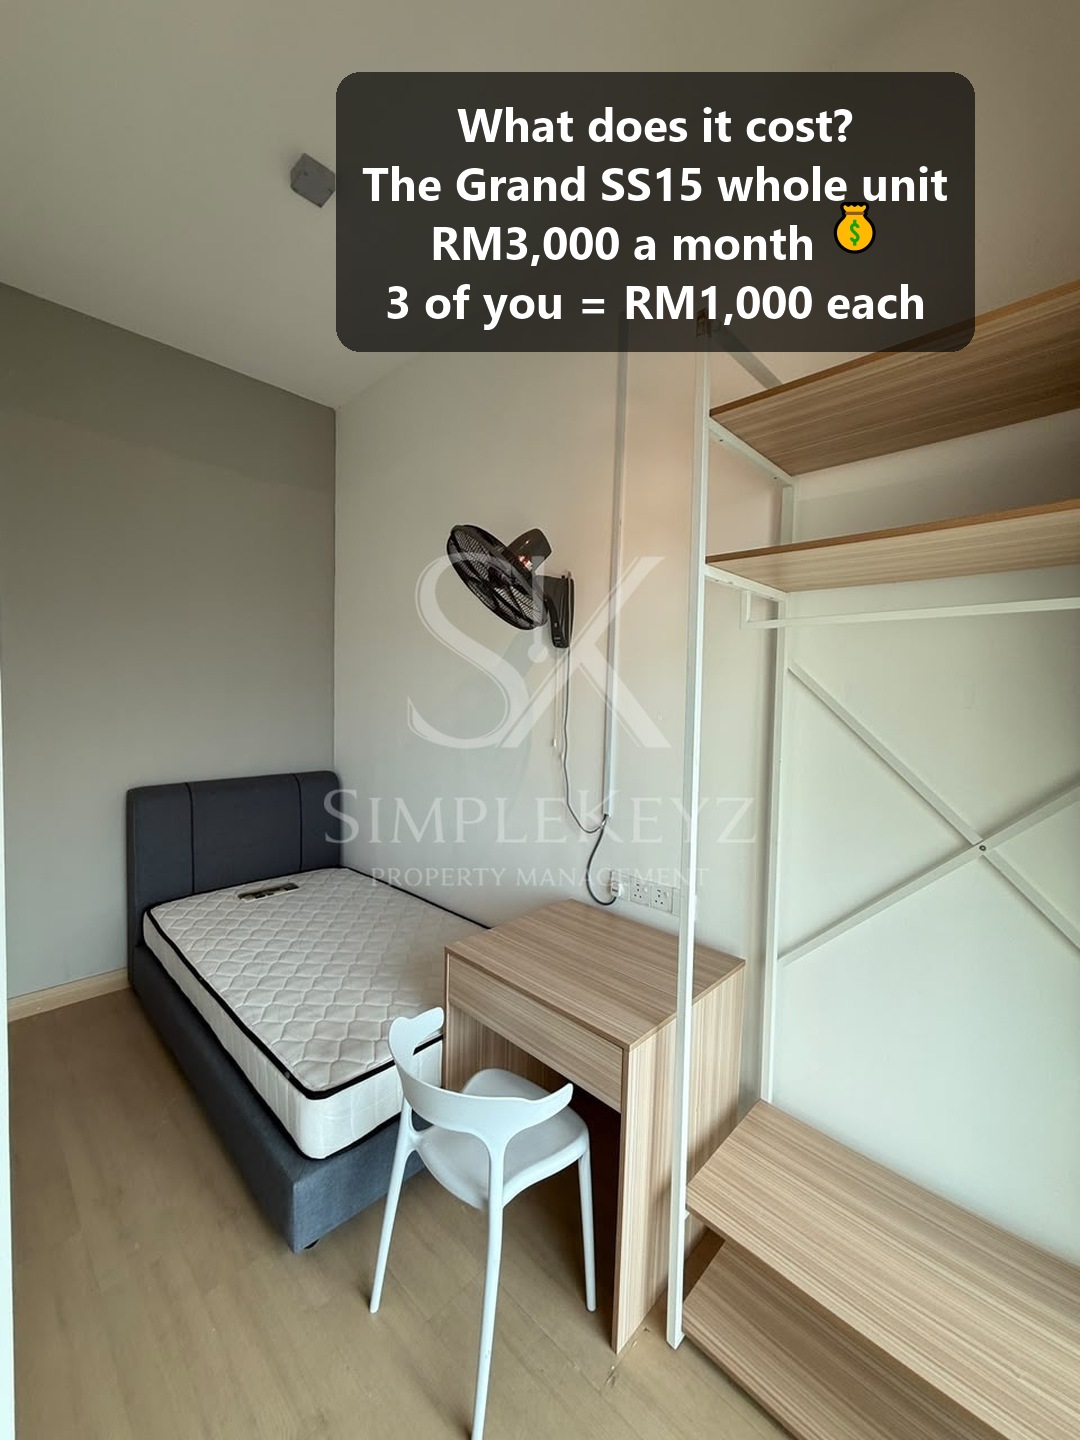 What does it cost?
The Grand SS15 whole unit
RM3,000 a month 💰
3 of you = RM1,000 each
SK
SIMPLEKEYZ
PROPERTY MANAGEMENT